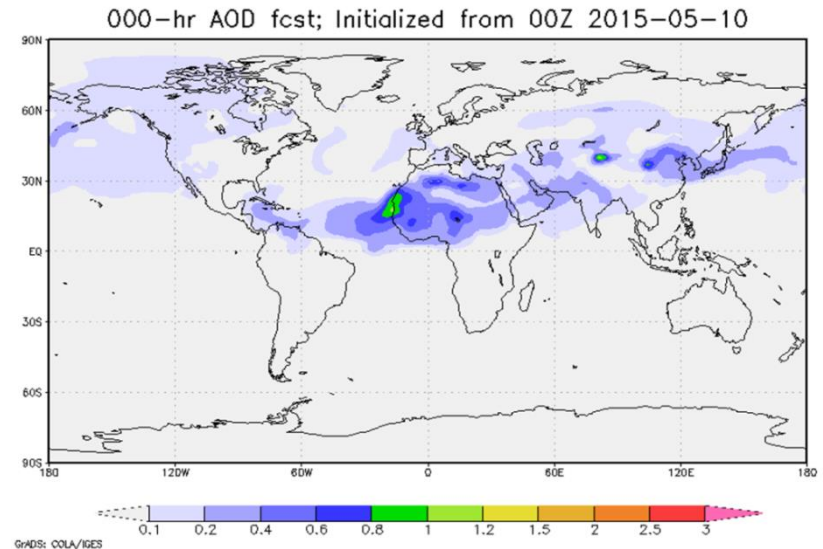 000-hr AOD fcst; Initialized from 00Z 2015-05-10
90N
60N
30N
EQ
30S
60S
90S
180 120W 60W 0 60E 120E 180
0.1 0.2 0.4 0.6 0.8 1 1.2 1.5 2 2.5 3
GrADS: COLA/IGES